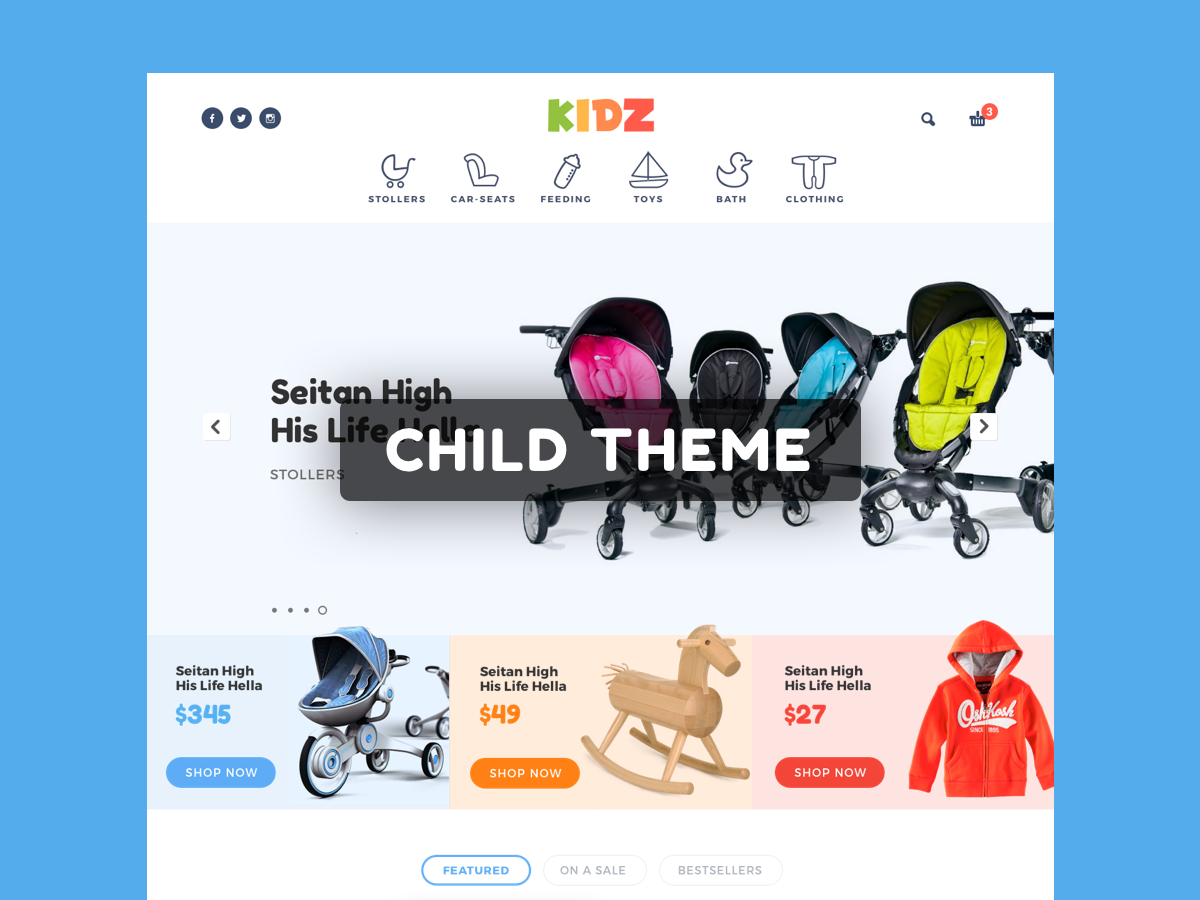 KIDZ
3
STOLLERS
CAR-SEATS
FEEDING
TOYS
BATH
CLOTHING
Seitan High
His Life Hella
STOLLERS
CHILD THEME
Seitan High
His Life Hella
$345
SHOP NOW
Seitan High
His Life Hella
$49
SHOP NOW
Seitan High
His Life Hella
$27
SHOP NOW
OshKosh
SINCE 1895
FEATURED
ON A SALE
BESTSELLERS